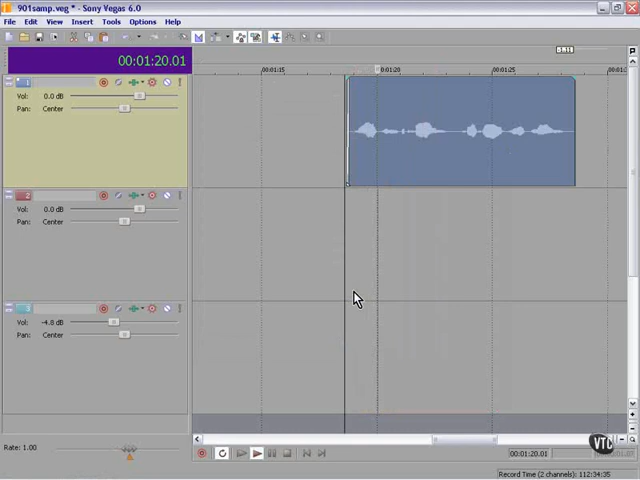 901samp.veg * - Sony Vegas 6.0
File Edit View Insert Tools Options Help
00:01:20.01
00:01:15 00:01:20 00:01:25
1
Vol: 0.0 dB
Pan: Center
2
Vol: 0.0 dB
Pan: Center
3
Vol: -4.8 dB
Pan: Center
VTC
Rate: 1.00
00:01:20.01
Record Time (2 channels): 112:34:35